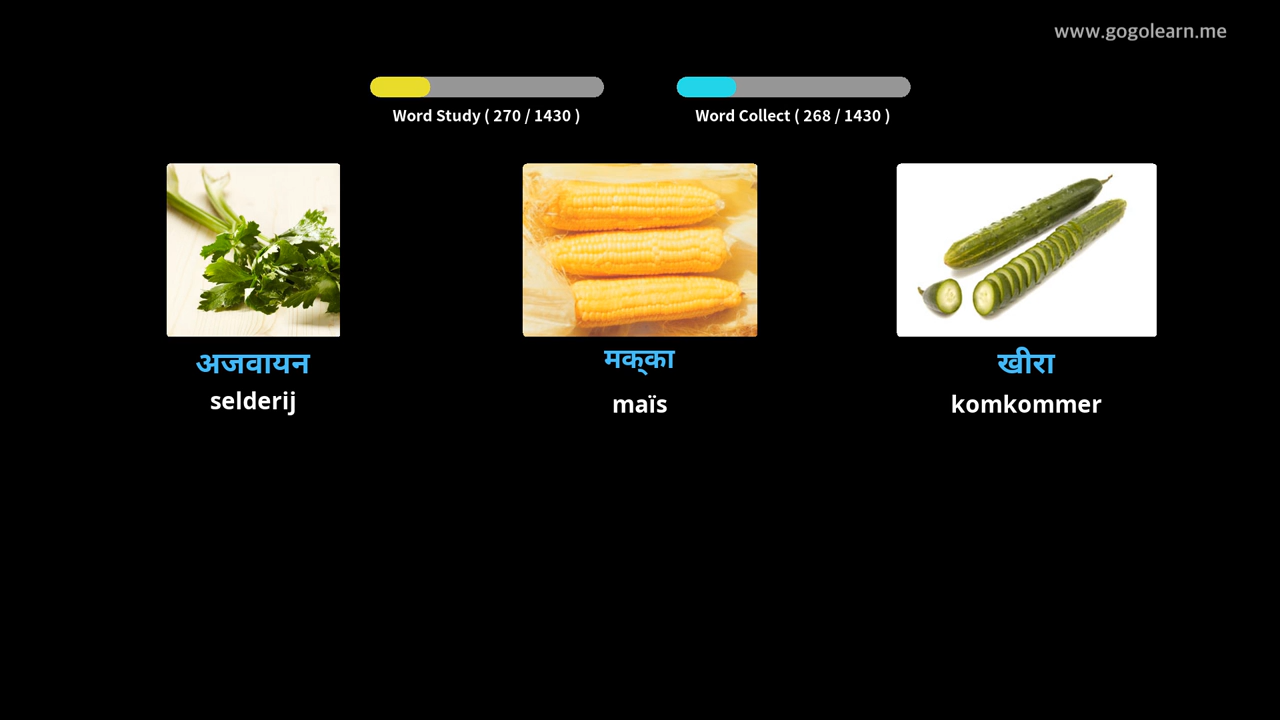 www.gogolearn.me
Word Study ( 270 / 1430 )
Word Collect ( 268 / 1430 )
अजवायन
selderij
मक्का
maïs
खीरा
komkommer